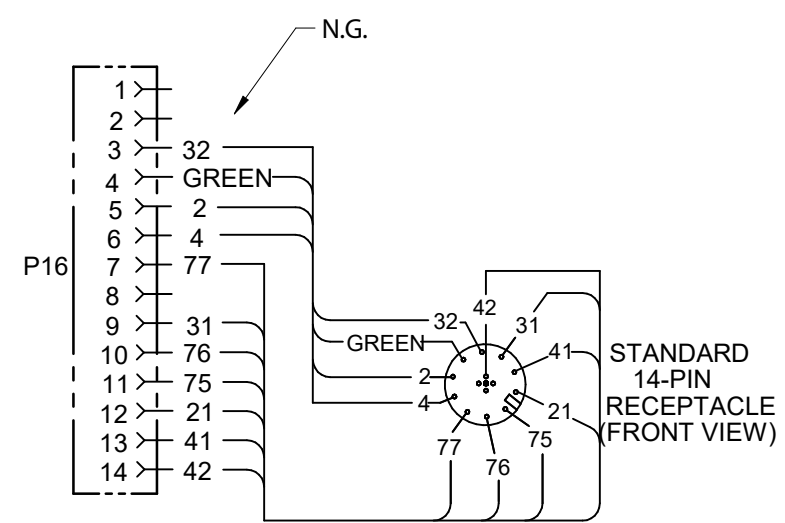 N.G.
1
2
3 32
4 GREEN
5 2
6 4
P16
7 77
8
9 31
10 76
11 75
12 21
13 41
14 42
42
32
31
GREEN
41
2
4
21
77
76
75
STANDARD
14-PIN
RECEPTACLE
(FRONT VIEW)